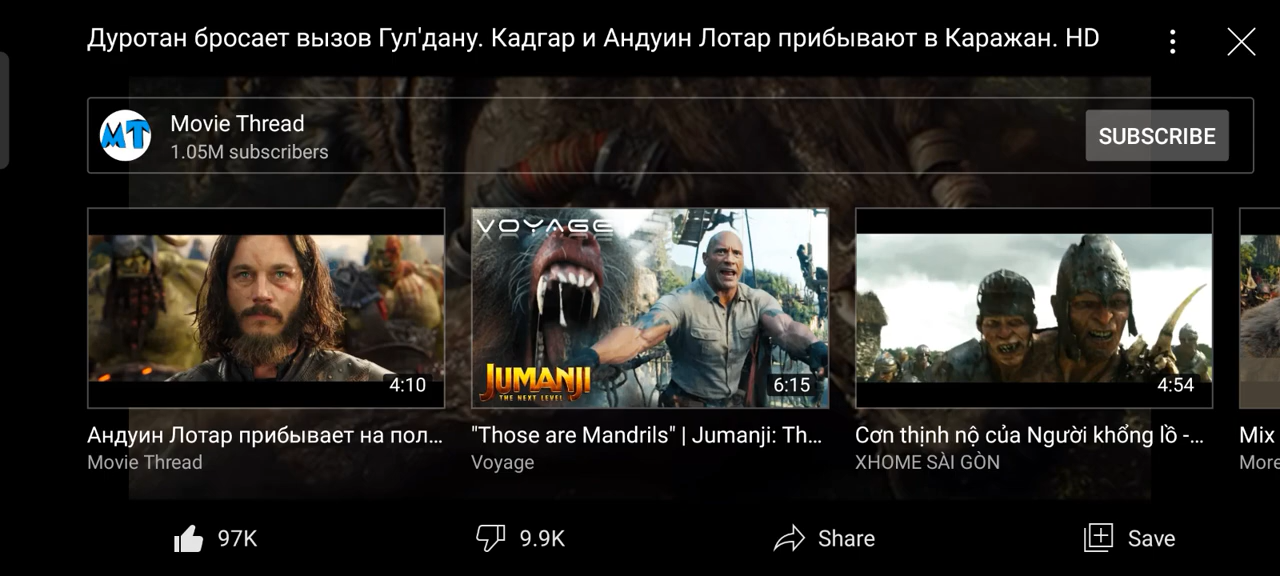 Дуротан бросает вызов Гул'дану. Кадгар и Андуин Лотар прибывают в Каражан. HD
MT
Movie Thread
1.05M subscribers
SUBSCRIBE
4:10
VOYAGE
JUMANJI
THE NEXT LEVEL
6:15
4:54
Андуин Лотар прибывает на пол...
Movie Thread
"Those are Mandrils" | Jumanji: Th...
Voyage
Cơn thịnh nộ của Người khổng lồ -...
XHOME SÀI GÒN
Mix
More
97K
9.9K
Share
Save